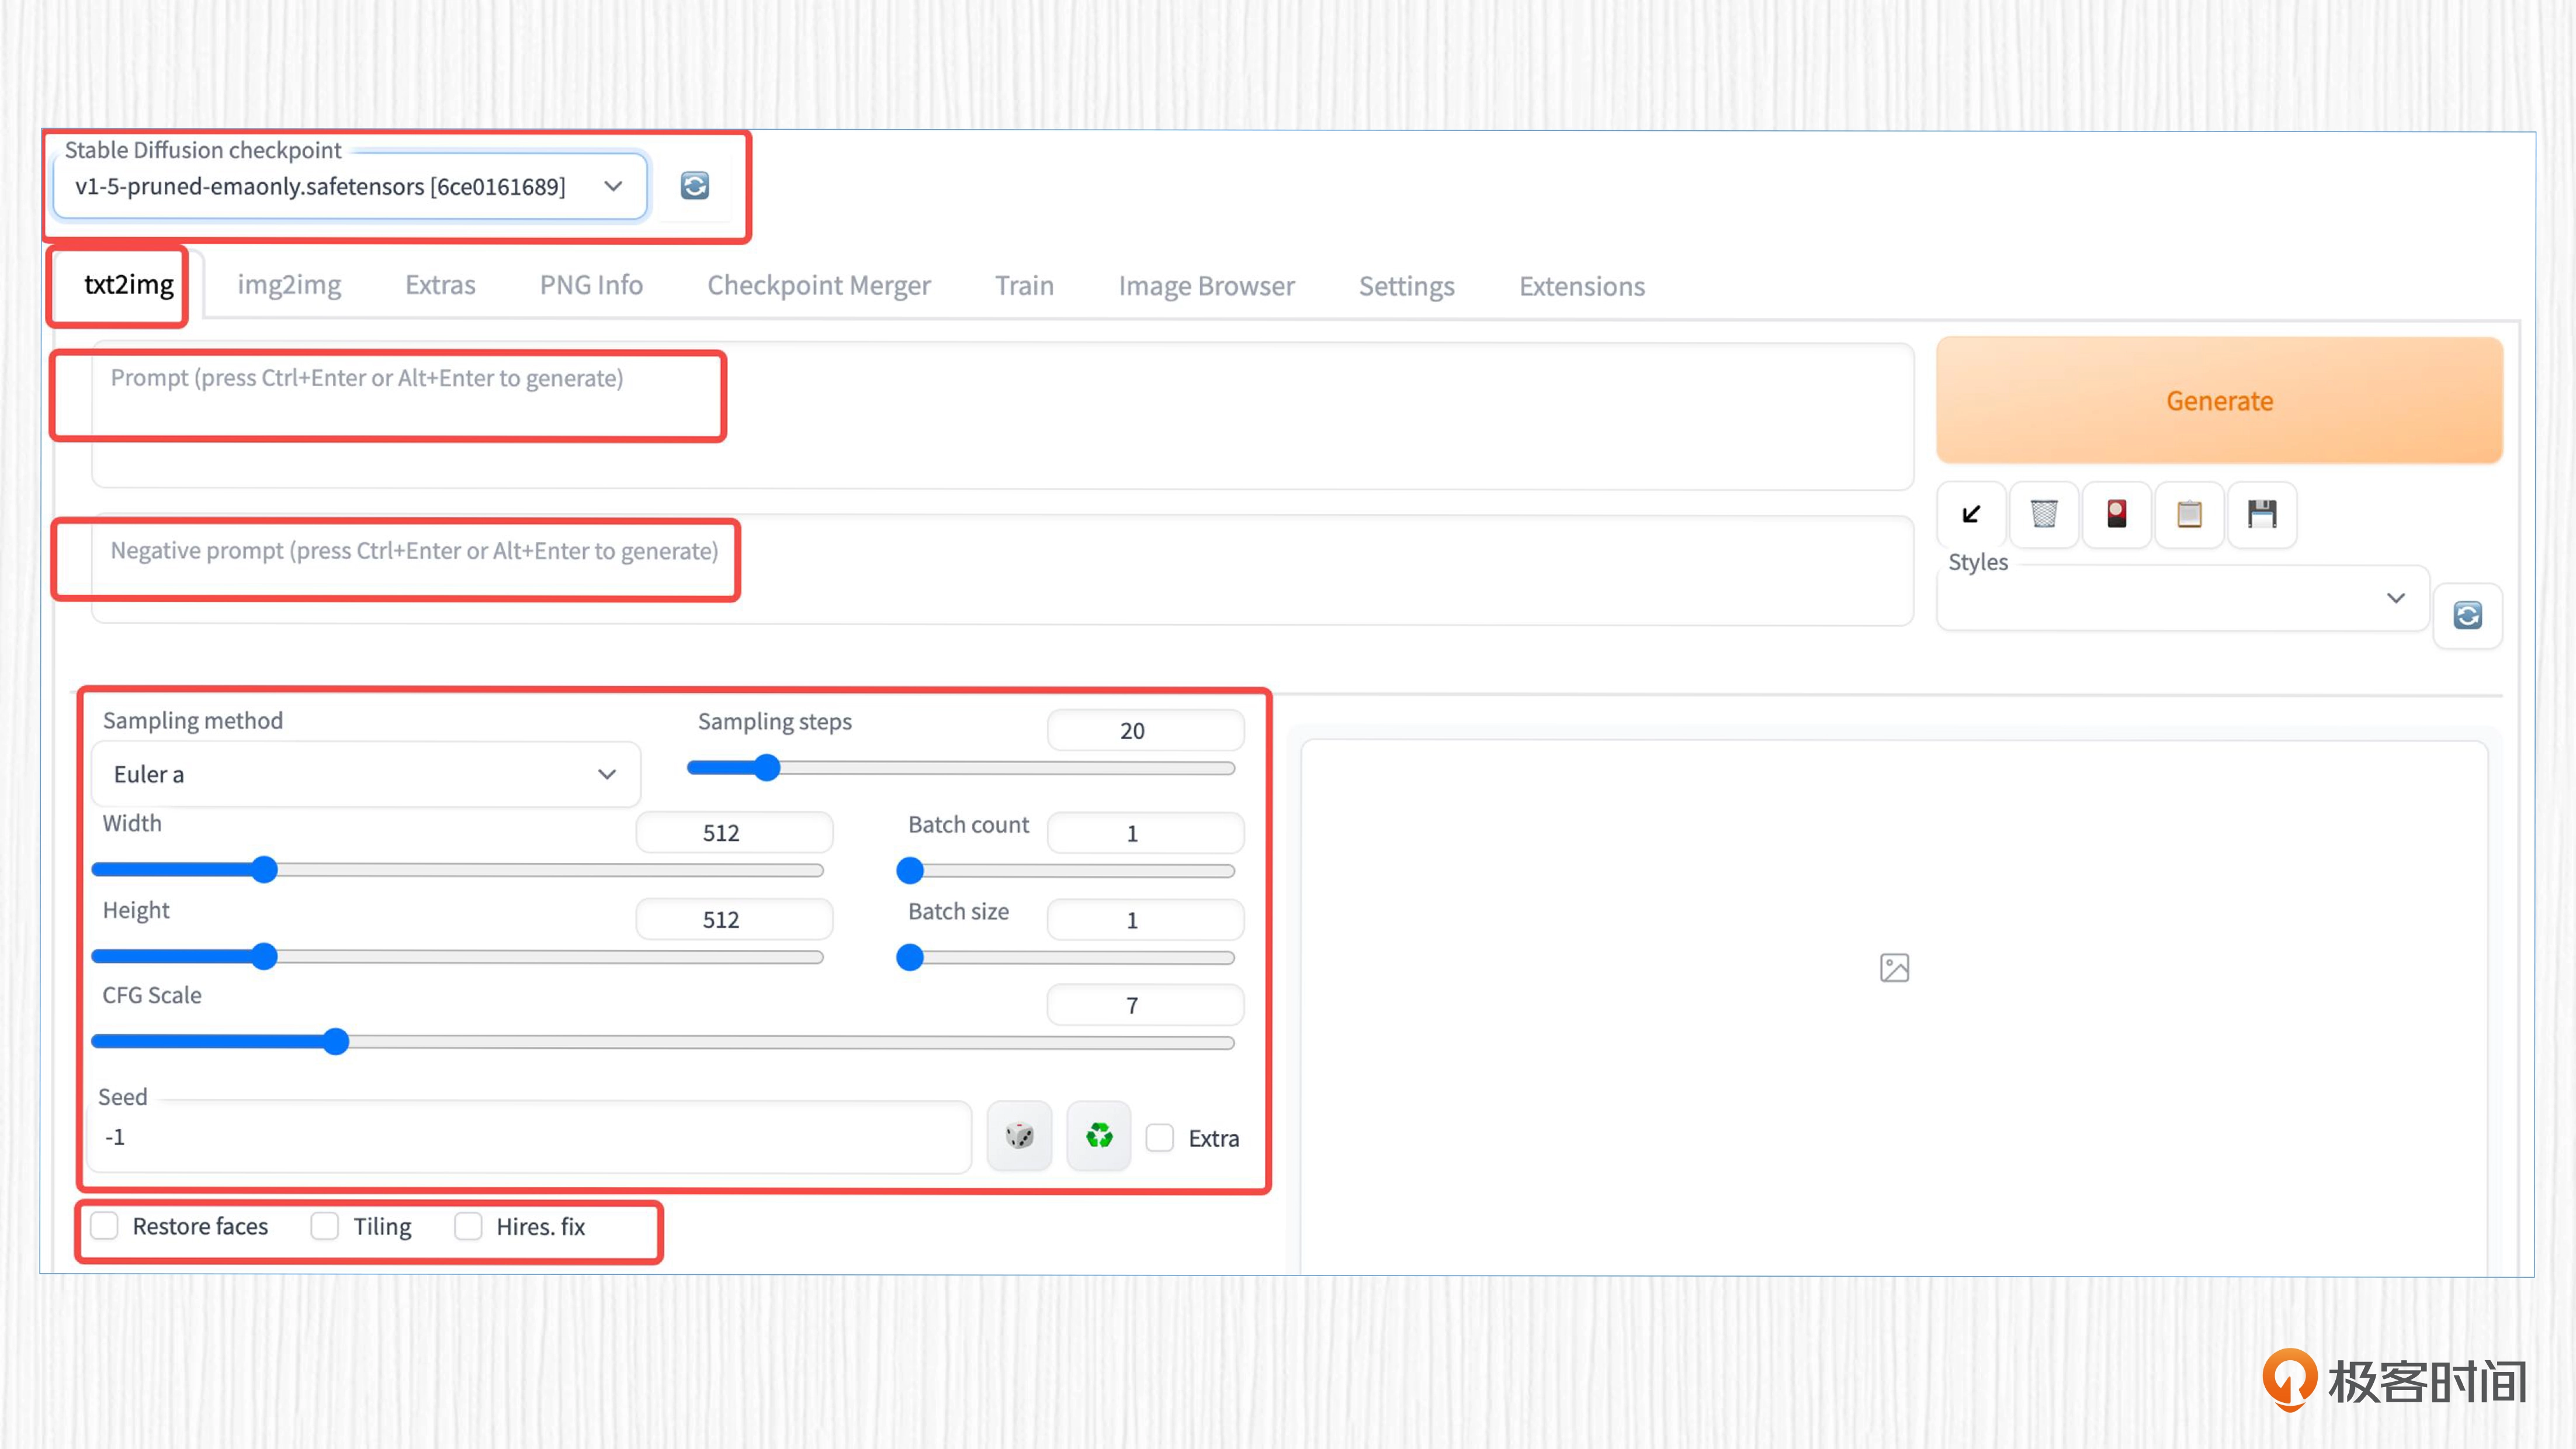 Stable Diffusion checkpoint
v1-5-pruned-emaonly.safetensors [6ce0161689]
txt2img img2img Extras PNG Info Checkpoint Merger Train Image Browser Settings Extensions
Prompt (press Ctrl+Enter or Alt+Enter to generate)
Generate
Negative prompt (press Ctrl+Enter or Alt+Enter to generate)
Styles
Sampling method
Euler a
Sampling steps 20
Width 512
Batch count 1
Height 512
Batch size 1
CFG Scale 7
Seed
-1
Extra
Restore faces Tiling Hires. fix
极客时间